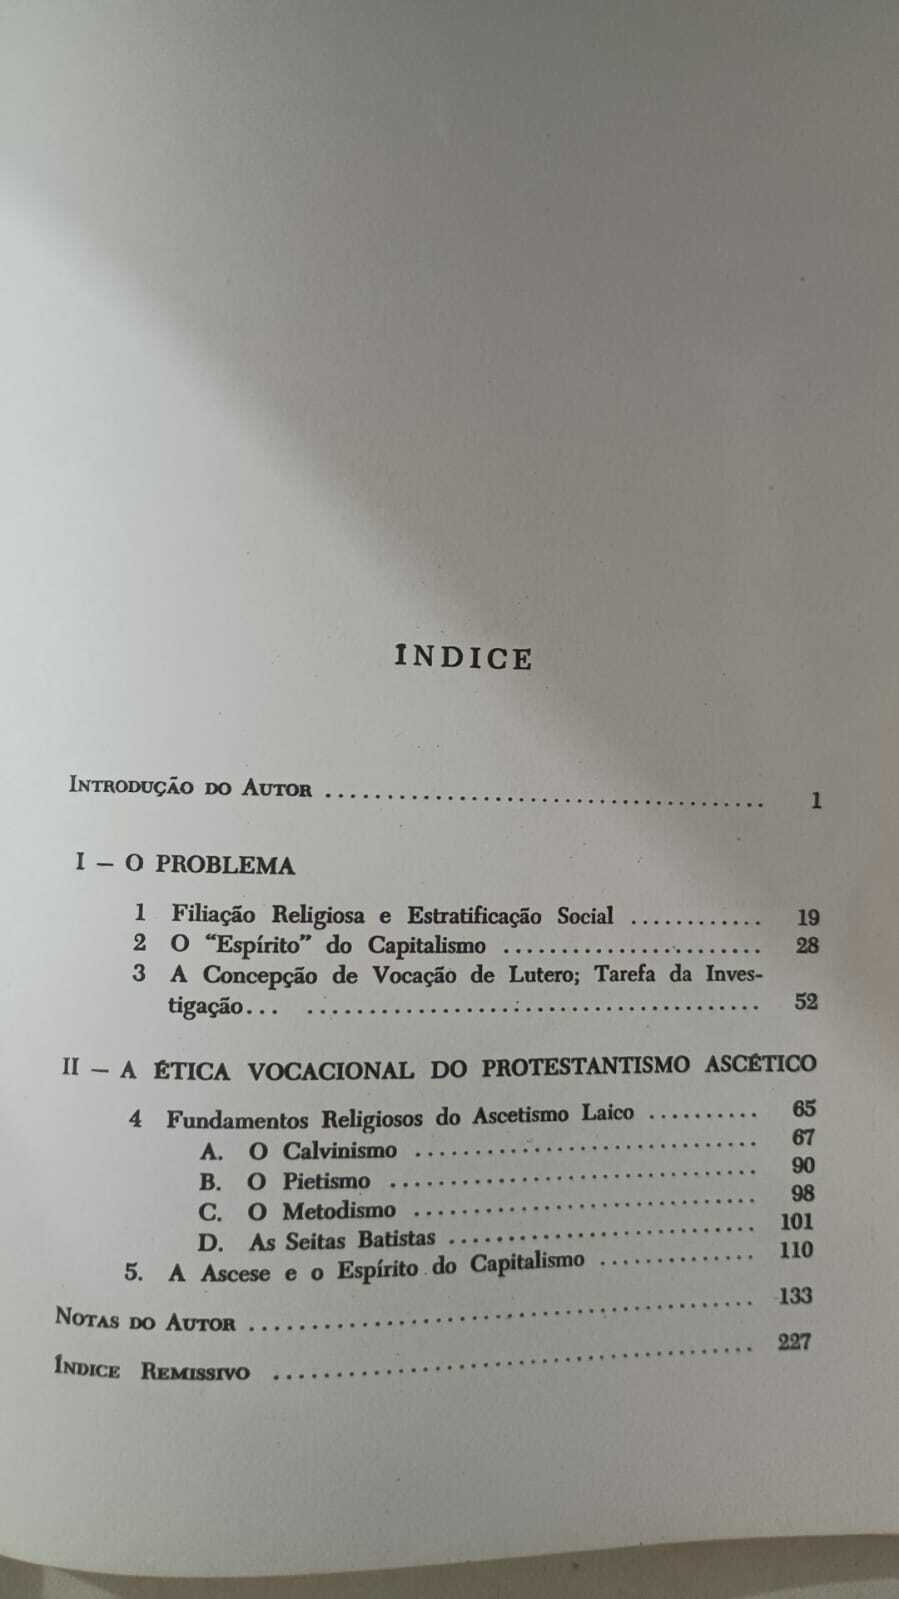 ÍNDICE
INTRODUÇÃO DO AUTOR ........................................ 1
I — O PROBLEMA
1 Filiação Religiosa e Estratificação Social ............ 19
2 O “Espírito” do Capitalismo ...................... 28
3 A Concepção de Vocação de Lutero; Tarefa da Inves-
tigação... ...................................... 52
II — A ÉTICA VOCACIONAL DO PROTESTANTISMO ASCÉTICO
4 Fundamentos Religiosos do Ascetismo Laico .......... 65
A. O Calvinismo ............................. 67
B. O Pietismo ............................... 90
C. O Metodismo ............................. 98
D. As Seitas Batistas .......................... 101
5. A Ascese e o Espírito do Capitalismo ............. 110
NOTAS DO AUTOR .......................................... 133
ÍNDICE REMISSIVO ........................................ 227